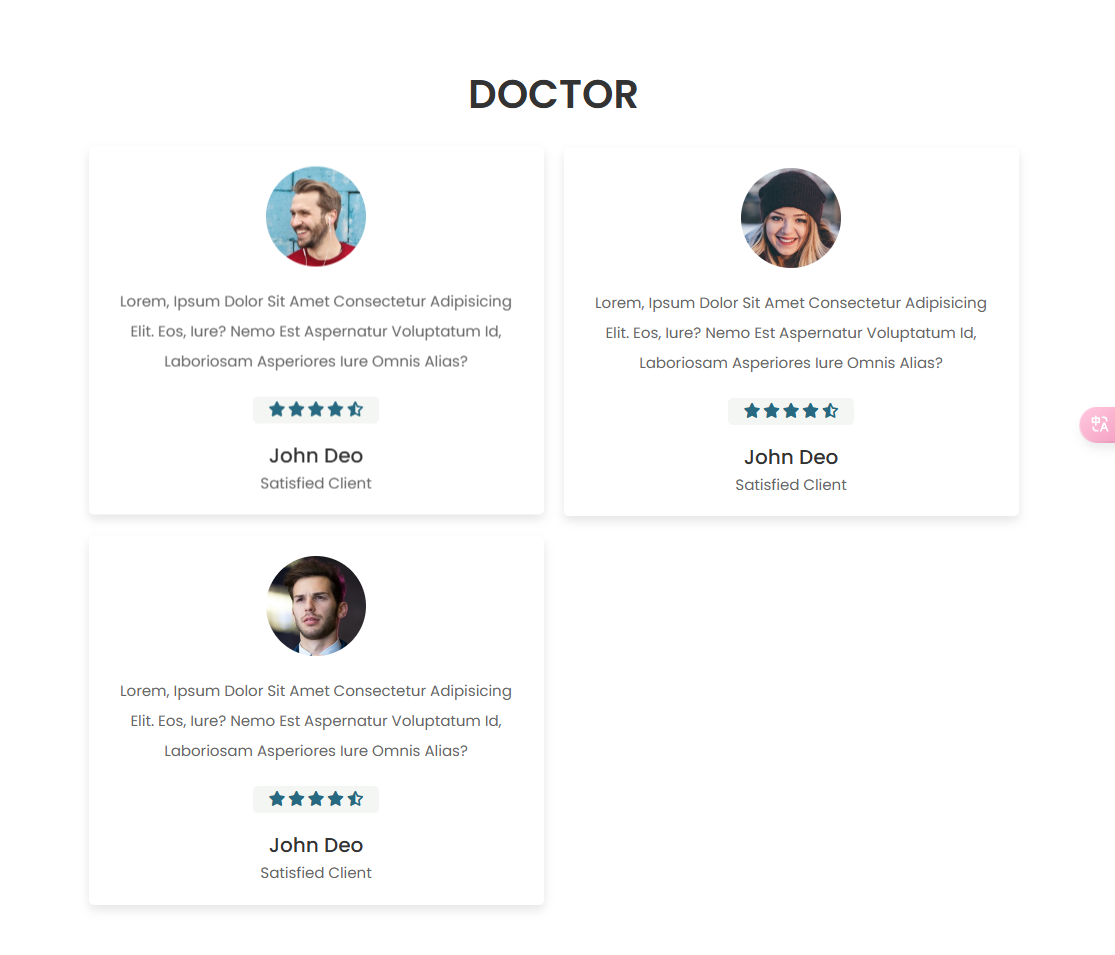 DOCTOR
Lorem, Ipsum Dolor Sit Amet Consectetur Adipisicing
Elit. Eos, Iure? Nemo Est Aspernatur Voluptatum Id,
Laboriosam Asperiores Iure Omnis Alias?
John Deo
Satisfied Client
Lorem, Ipsum Dolor Sit Amet Consectetur Adipisicing
Elit. Eos, Iure? Nemo Est Aspernatur Voluptatum Id,
Laboriosam Asperiores Iure Omnis Alias?
John Deo
Satisfied Client
中A
Lorem, Ipsum Dolor Sit Amet Consectetur Adipisicing
Elit. Eos, Iure? Nemo Est Aspernatur Voluptatum Id,
Laboriosam Asperiores Iure Omnis Alias?
John Deo
Satisfied Client